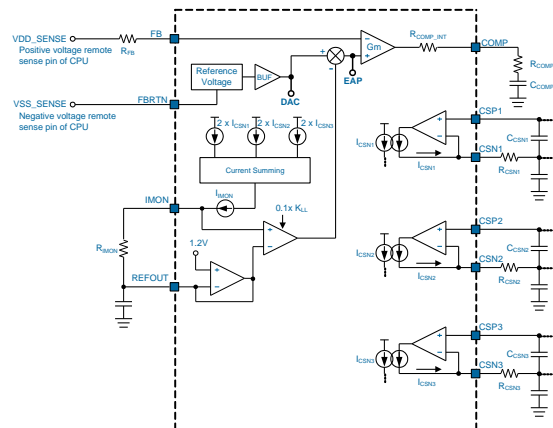 VDD_SENSE
Positive voltage remote
sense pin of CPU
RFB
FB
VSS_SENSE
Negative voltage remote
sense pin of CPU
FBRTN
Reference
Voltage
BUF
DAC
+
−
EAP
−
+
Gm
RCOMP_INT
COMP
RCOMP
CCOMP
2 x ICSN1
2 x ICSN2
2 x ICSN3
Current Summing
IMON
IIMON
RIMON
0.1x KLL
+
−
1.2V
+
−
REFOUT
CSP1
+
−
ICSN1
ICSN1
CSN1
RCSN1
CCSN1
CSP2
+
−
ICSN2
ICSN2
CSN2
RCSN2
CCSN2
CSP3
+
−
ICSN3
ICSN3
CSN3
RCSN3
CCSN3